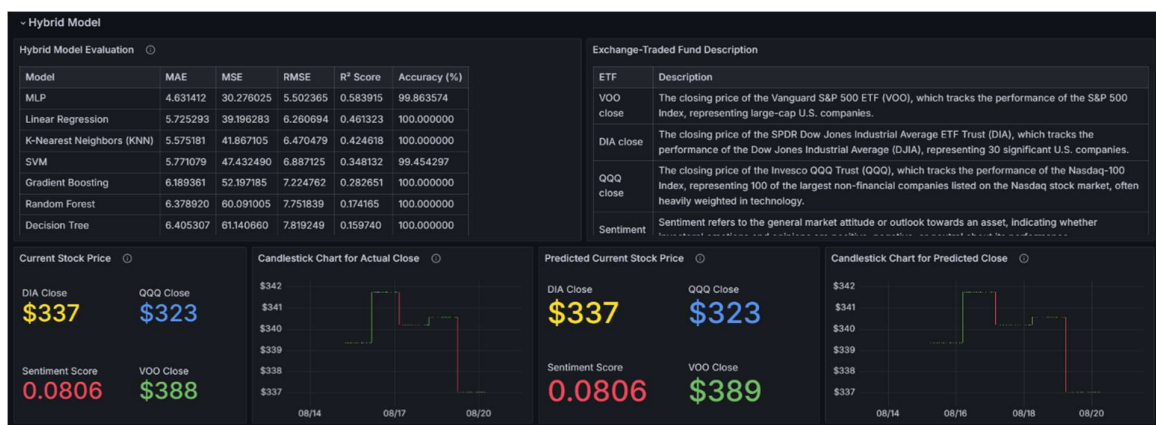 Hybrid Model
Hybrid Model Evaluation
Model MAE MSE RMSE R² Score Accuracy (%)
MLP 4.631412 30.276025 5.502365 0.583915 99.863574
Linear Regression 5.725293 39.196283 6.260694 0.461323 100.000000
K-Nearest Neighbors (KNN) 5.575181 41.867105 6.470479 0.424618 100.000000
SVM 5.771079 47.432490 6.887125 0.348132 99.454297
Gradient Boosting 6.189361 52.197185 7.224762 0.282651 100.000000
Random Forest 6.378920 60.091005 7.751839 0.174165 100.000000
Decision Tree 6.405307 61.140660 7.819249 0.159740 100.000000
Exchange-Traded Fund Description
ETF Description
VOO close The closing price of the Vanguard S&P 500 ETF (VOO), which tracks the performance of the S&P 500
Index, representing large-cap U.S. companies.
DIA close The closing price of the SPDR Dow Jones Industrial Average ETF Trust (DIA), which tracks the
performance of the Dow Jones Industrial Average (DJIA), representing 30 significant U.S. companies.
QQQ close The closing price of the Invesco QQQ Trust (QQQ), which tracks the performance of the Nasdaq-100
Index, representing 100 of the largest non-financial companies listed on the Nasdaq stock market, often
heavily weighted in technology.
Sentiment Sentiment refers to the general market attitude or outlook towards an asset, indicating whether
Current Stock Price
DIA Close QQQ Close
$337 $323
Sentiment Score VOO Close
0.0806 $388
Candlestick Chart for Actual Close
$342
$341
$340
$339
$338
$337
08/14 08/17 08/20
Predicted Current Stock Price
DIA Close QQQ Close
$337 $323
Sentiment Score VOO Close
0.0806 $389
Candlestick Chart for Predicted Close
$342
$341
$340
$339
$338
$337
08/14 08/16 08/18 08/20